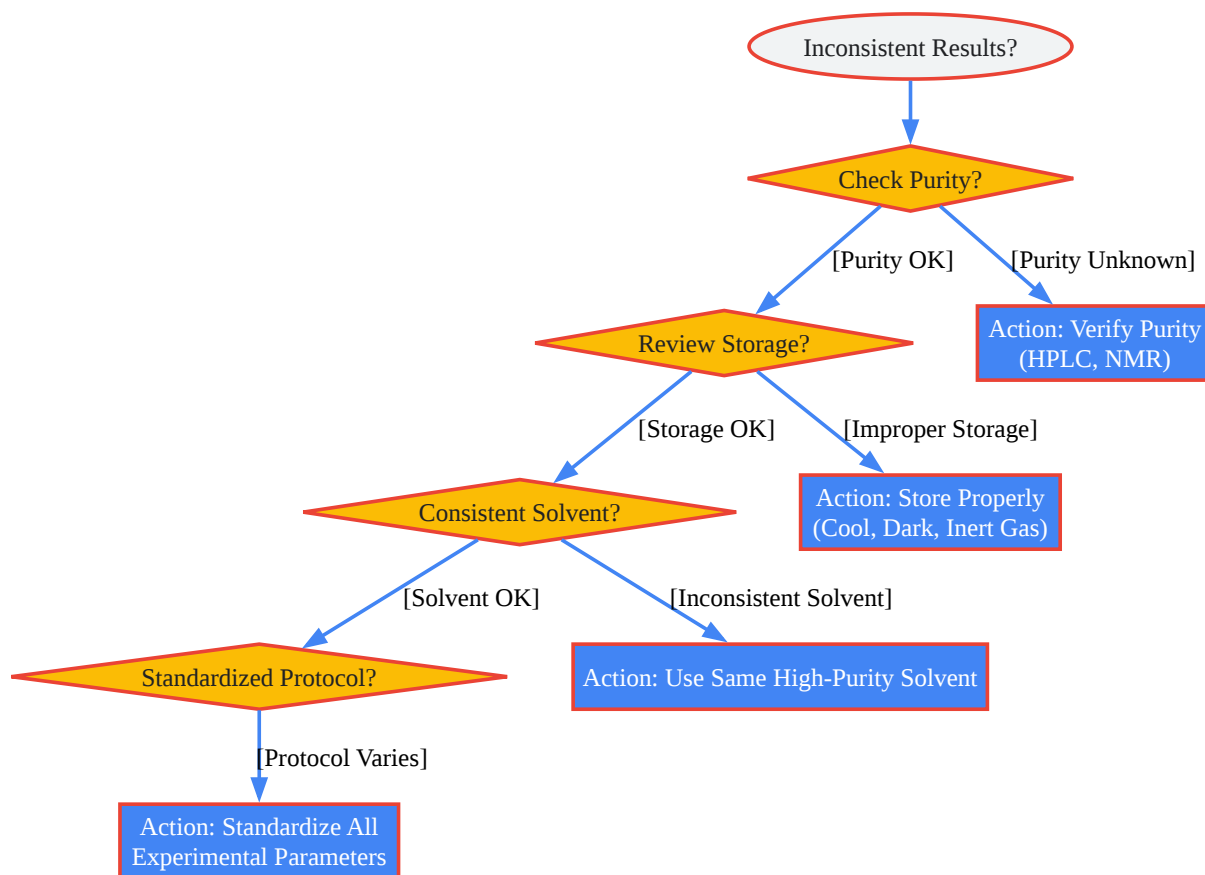 Inconsistent Results?
Check Purity?
[Purity OK]
[Purity Unknown]
Action: Verify Purity
(HPLC, NMR)
Review Storage?
[Storage OK]
[Improper Storage]
Action: Store Properly
(Cool, Dark, Inert Gas)
Consistent Solvent?
[Solvent OK]
[Inconsistent Solvent]
Action: Use Same High-Purity Solvent
Standardized Protocol?
[Protocol Varies]
Action: Standardize All
Experimental Parameters